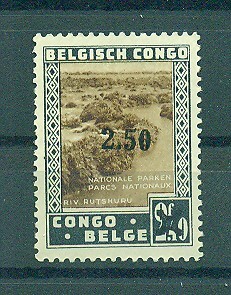 BELGISCH CONGO
2.50
NATIONALE PARKEN
PARCS NATIONAUX
RIV. RUTSHURU
CONGO
BELGE